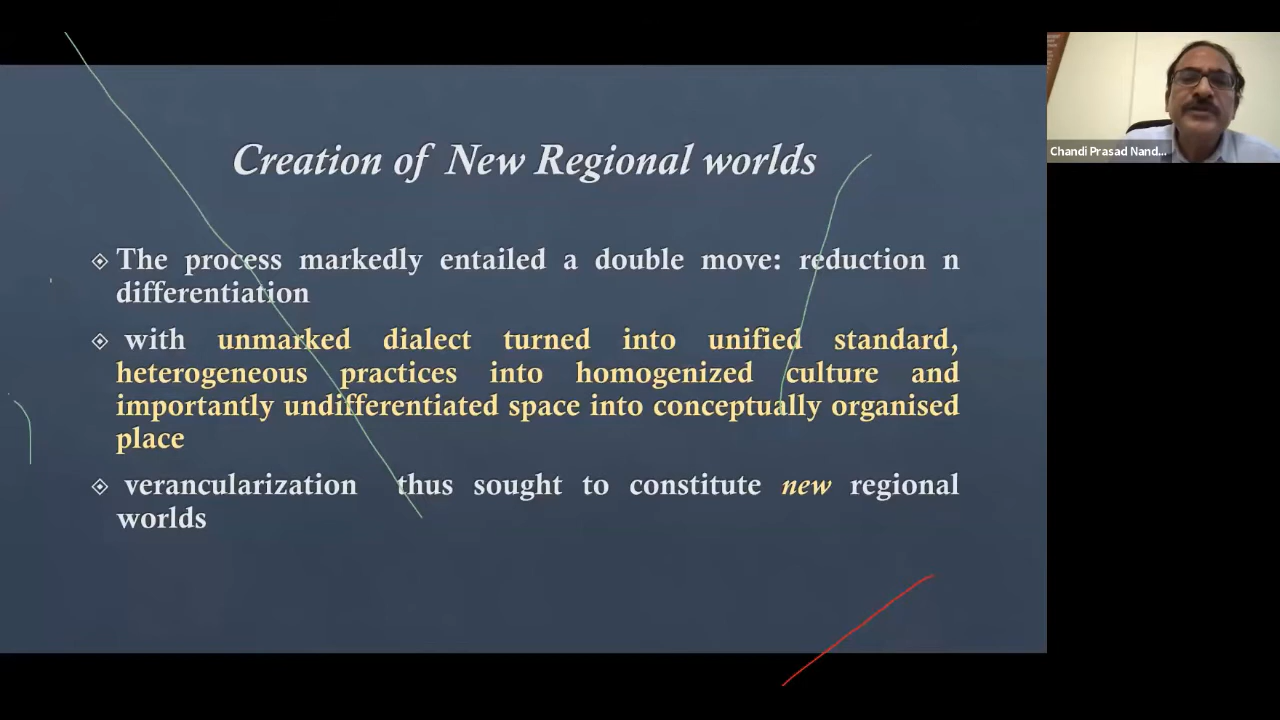 Creation of New Regional worlds
The process markedly entailed a double move: reduction n
differentiation
with unmarked dialect turned into unified standard,
heterogeneous practices into homogenized culture and
importantly undifferentiated space into conceptually organised
place
verancularization thus sought to constitute new regional
worlds
Chandi Prasad Nand...